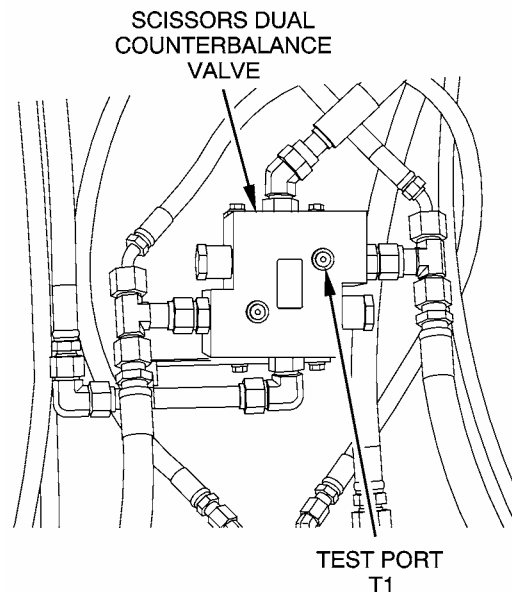 SCISSORS DUAL
COUNTERBALANCE
VALVE
TEST PORT
T1